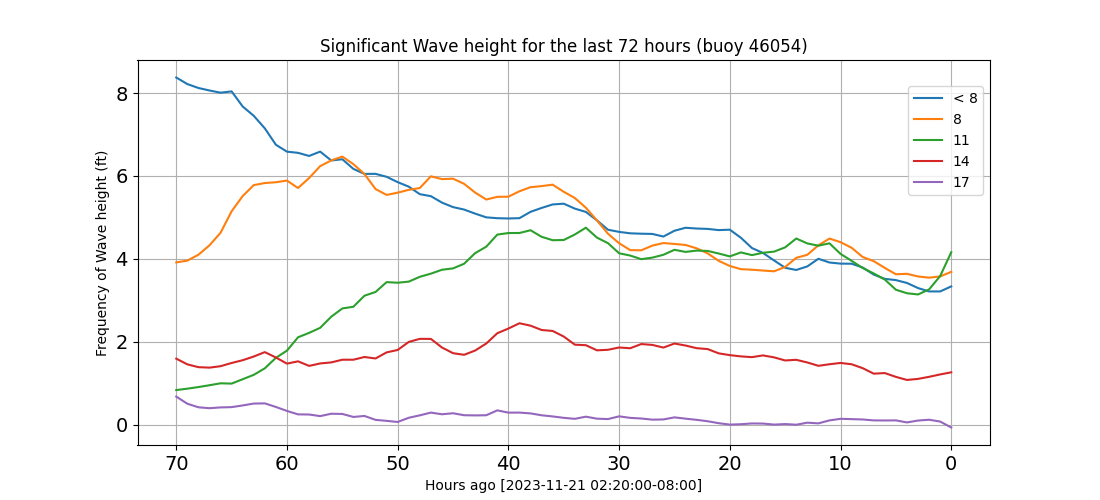 Significant Wave height for the last 72 hours (buoy 46054)
Frequency of Wave height (ft)
8
6
4
2
0
< 8
8
11
14
17
70 60 50 40 30 20 10 0
Hours ago [2023-11-21 02:20:00-08:00]